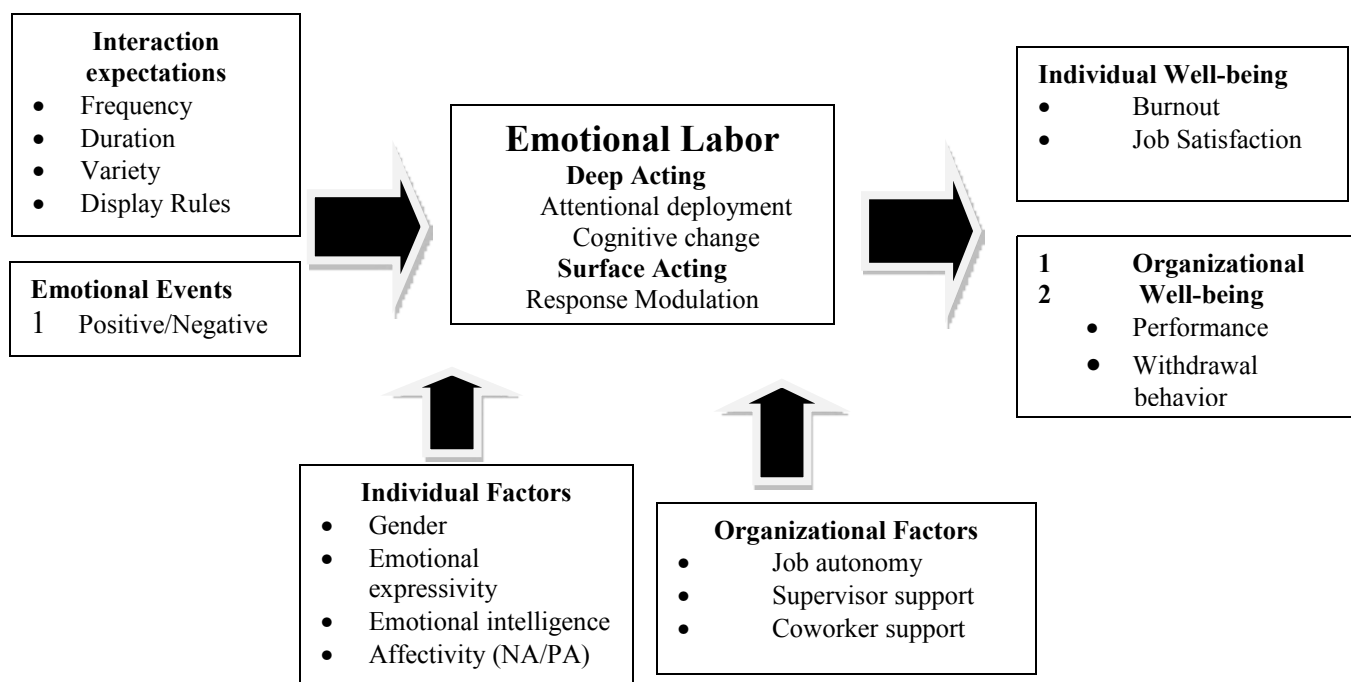 Interaction
expectations
• Frequency
• Duration
• Variety
• Display Rules
Emotional Events
1 Positive/Negative
Emotional Labor
Deep Acting
Attentional deployment
Cognitive change
Surface Acting
Response Modulation
Individual Well-being
• Burnout
• Job Satisfaction
1 Organizational
2 Well-being
• Performance
• Withdrawal
behavior
Individual Factors
• Gender
• Emotional
expressivity
• Emotional intelligence
• Affectivity (NA/PA)
Organizational Factors
• Job autonomy
• Supervisor support
• Coworker support